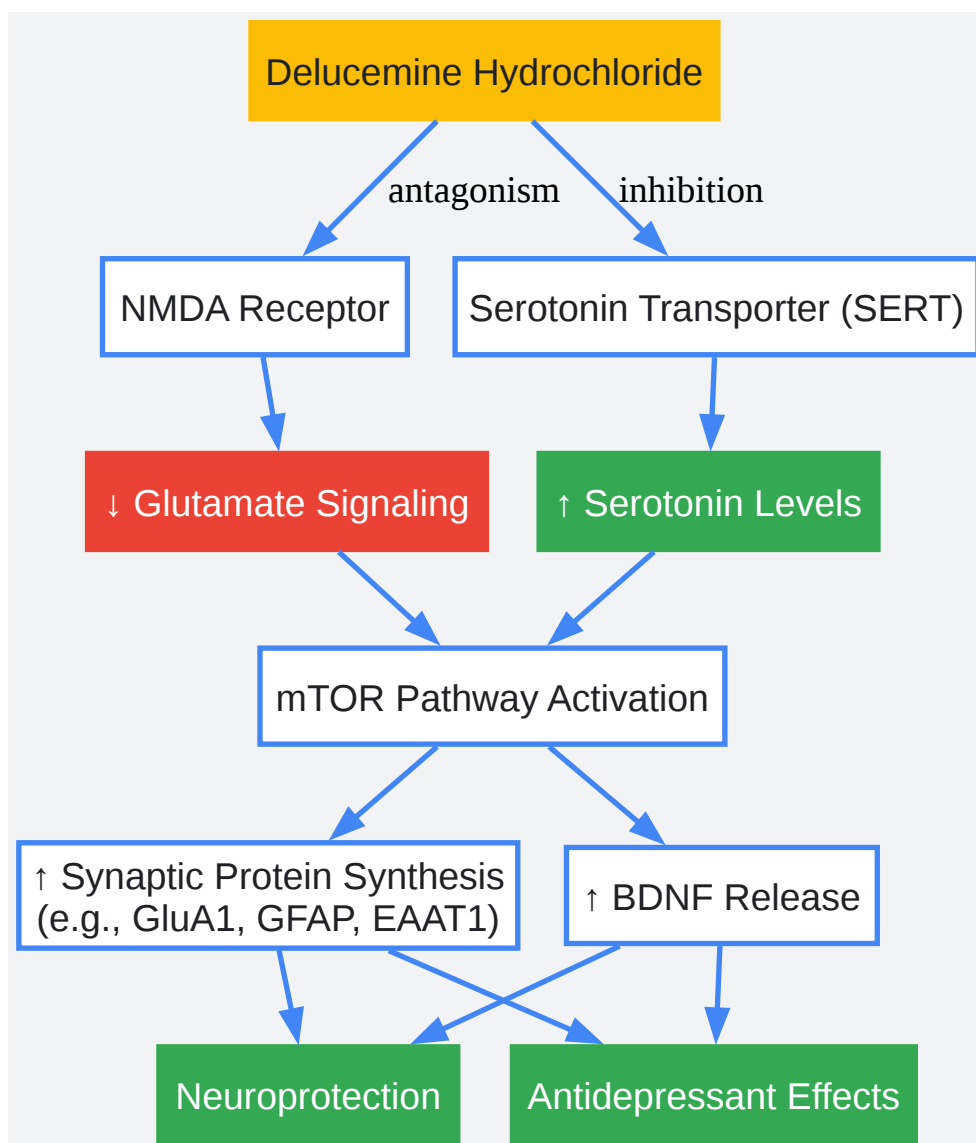 Delucemine Hydrochloride
antagonism
inhibition
NMDA Receptor
Serotonin Transporter (SERT)
↓ Glutamate Signaling
↑ Serotonin Levels
mTOR Pathway Activation
↑ Synaptic Protein Synthesis
(e.g., GluA1, GFAP, EAAT1)
↑ BDNF Release
Neuroprotection
Antidepressant Effects